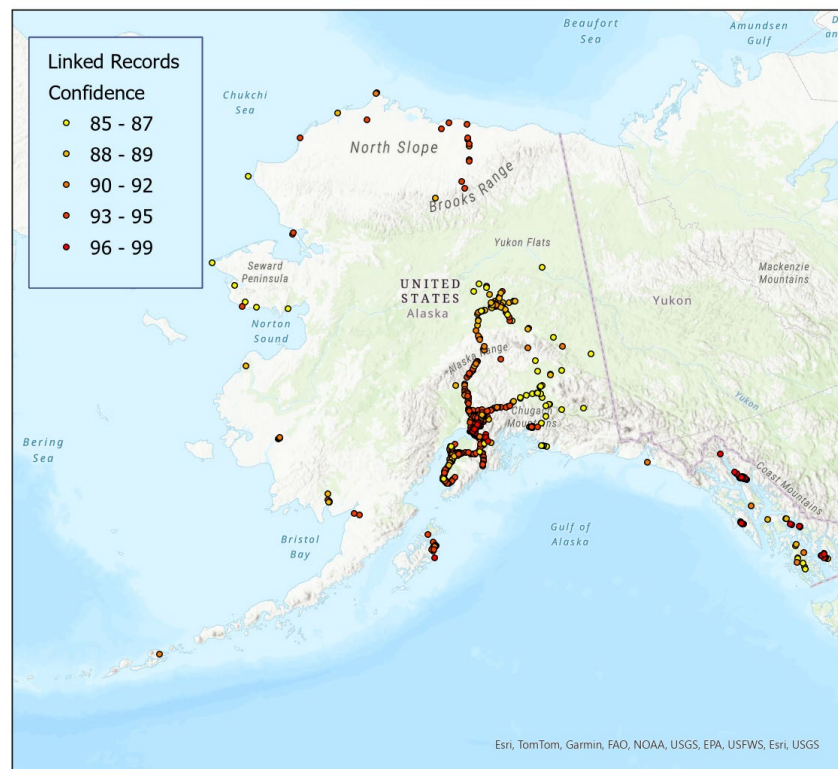 Beaufort
Sea
Amundsen
Gulf
D
an
Linked Records
Confidence
85 - 87
88 - 89
90 - 92
93 - 95
96 - 99
Chukchi
Sea
North Slope
Brooks Range
Yukon Flats
Seward
Peninsula
UNITED
STATES
Alaska
Mackenzie
Mountains
Yukon
Norton
Sound
Alaska Range
Yukon
Chugach
Mountains
Bering
Sea
Coast Mountains
Bristol
Bay
Gulf of
Alaska
Esri, TomTom, Garmin, FAO, NOAA, USGS, EPA, USFWS, Esri, USGS